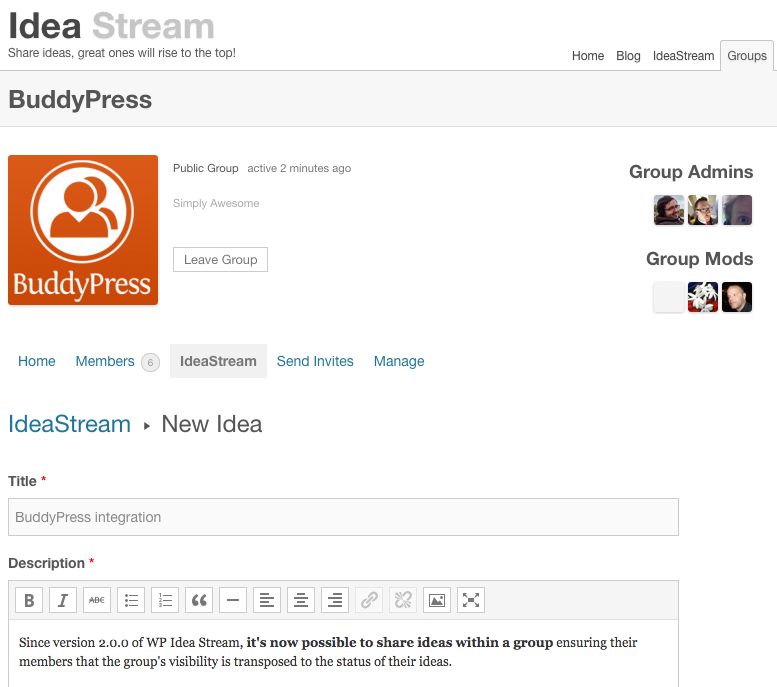 Idea Stream
Share ideas, great ones will rise to the top!
Home Blog IdeaStream Groups
BuddyPress
Public Group active 2 minutes ago
Simply Awesome
Leave Group
BuddyPress
Group Admins
Group Mods
Home Members 6 IdeaStream Send Invites Manage
IdeaStream ▸ New Idea
Title *
BuddyPress integration
Description *
B I ABC
Since version 2.0.0 of WP Idea Stream, it's now possible to share ideas within a group ensuring their
members that the group's visibility is transposed to the status of their ideas.